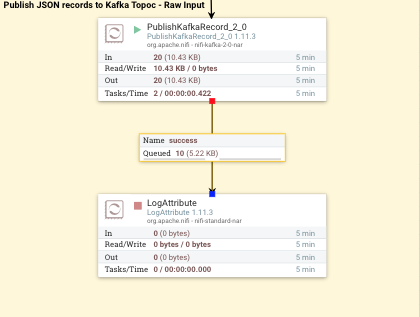 Publish JSON records to Kafka Topoc - Raw Input
PublishKafkaRecord_2_0
PublishKafkaRecord_2_0 1.11.3
org.apache.nifi - nifi-kafka-2-0-nar
In 20 (10.43 KB) 5 min
Read/Write 10.43 KB / 0 bytes 5 min
Out 20 (10.43 KB) 5 min
Tasks/Time 2 / 00:00:00.422 5 min
Name success
Queued 10 (5.22 KB)
LogAttribute
LogAttribute 1.11.3
org.apache.nifi - nifi-standard-nar
In 0 (0 bytes) 5 min
Read/Write 0 bytes / 0 bytes 5 min
Out 0 (0 bytes) 5 min
Tasks/Time 0 / 00:00:00.000 5 min